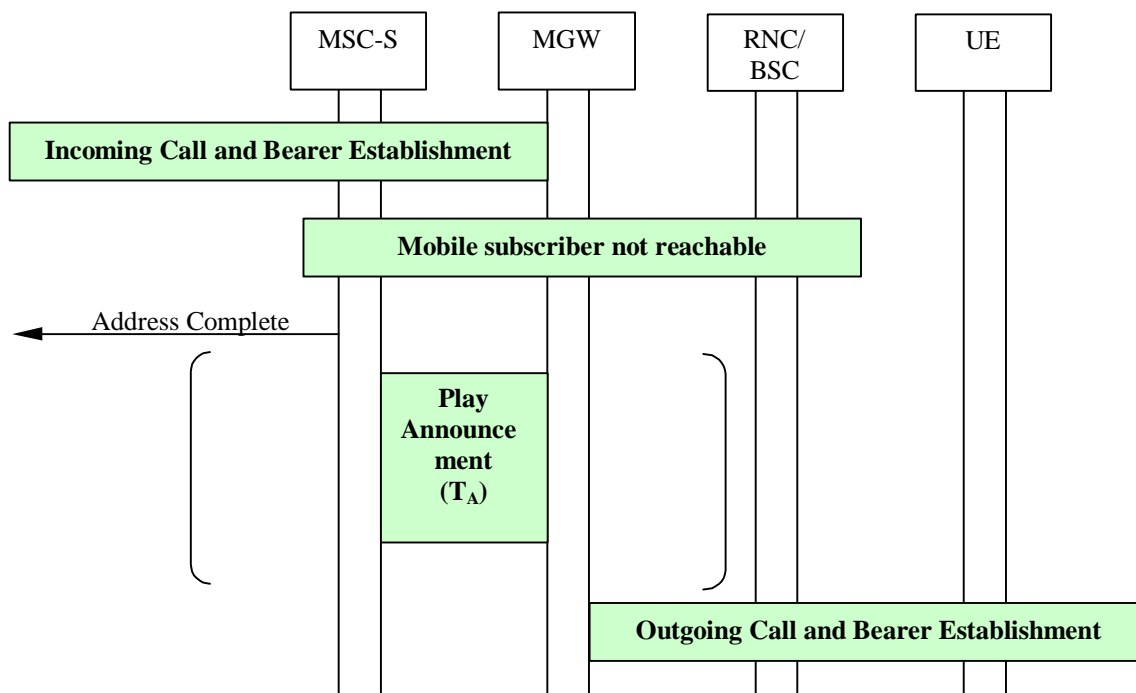 MSC-S
MGW
RNC/
BSC
UE
Incoming Call and Bearer Establishment
Mobile subscriber not reachable
Address Complete
Play
Announce
ment
(TA)
Outgoing Call and Bearer Establishment